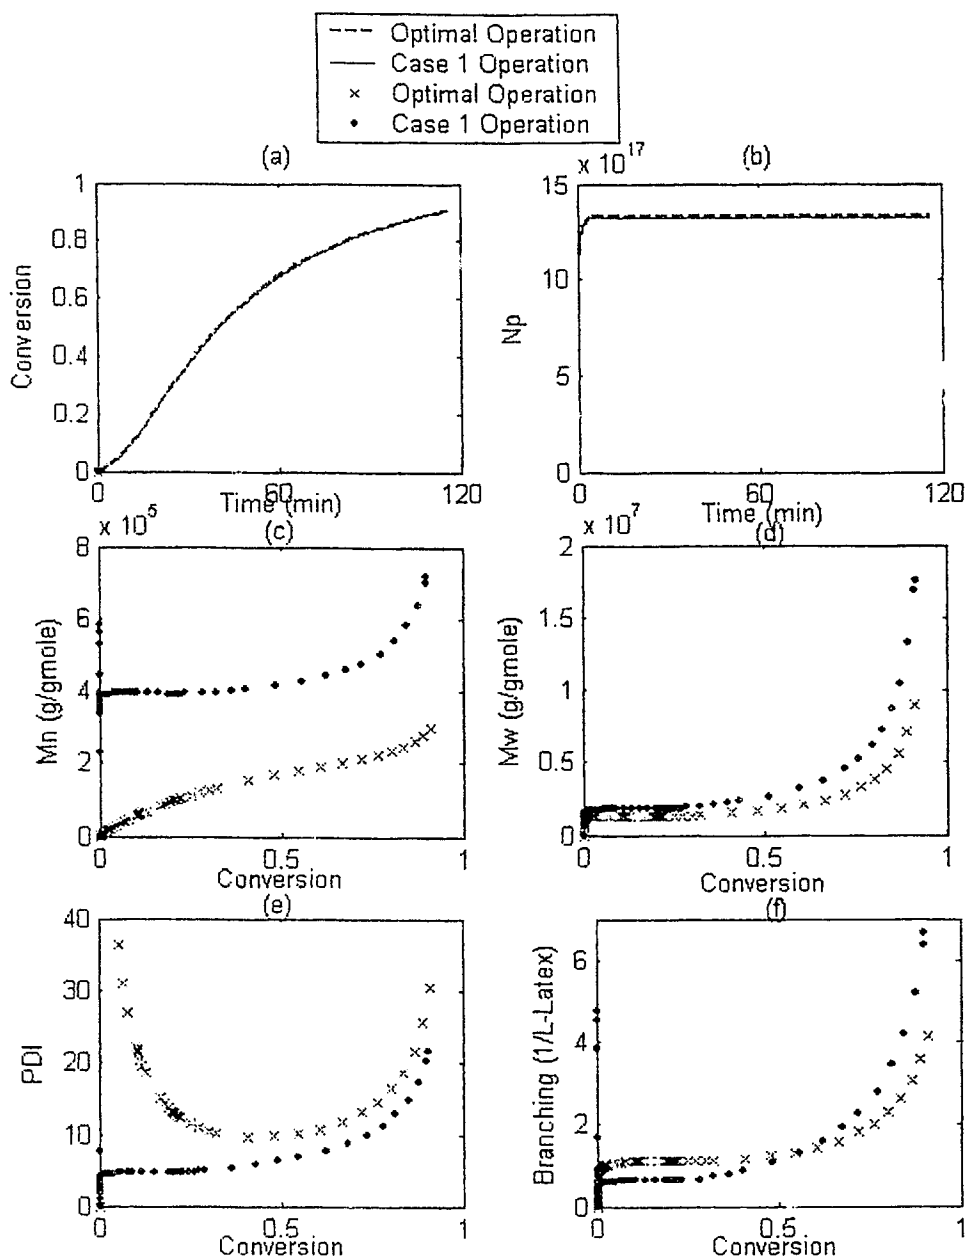 Optimal Operation
Case 1 Operation
Optimal Operation
Case 1 Operation
(a)
1
0.8
0.6
0.4
0.2
0
Conversion
0 60 120
Time (min)
x 10^17
(b)
15
10
5
0
Np
0 60 120
Time (min)
x 10^5
(c)
8
6
4
2
0
Mn (g/gmole)
0 0.5 1
Conversion
x 10^7
(d)
2
1.5
1
0.5
0
Mw (g/gmole)
0 0.5 1
Conversion
(e)
40
30
20
10
0
PDI
0 0.5 1
Conversion
(f)
6
4
2
0
Branching (1/L-Latex)
0 0.5 1
Conversion